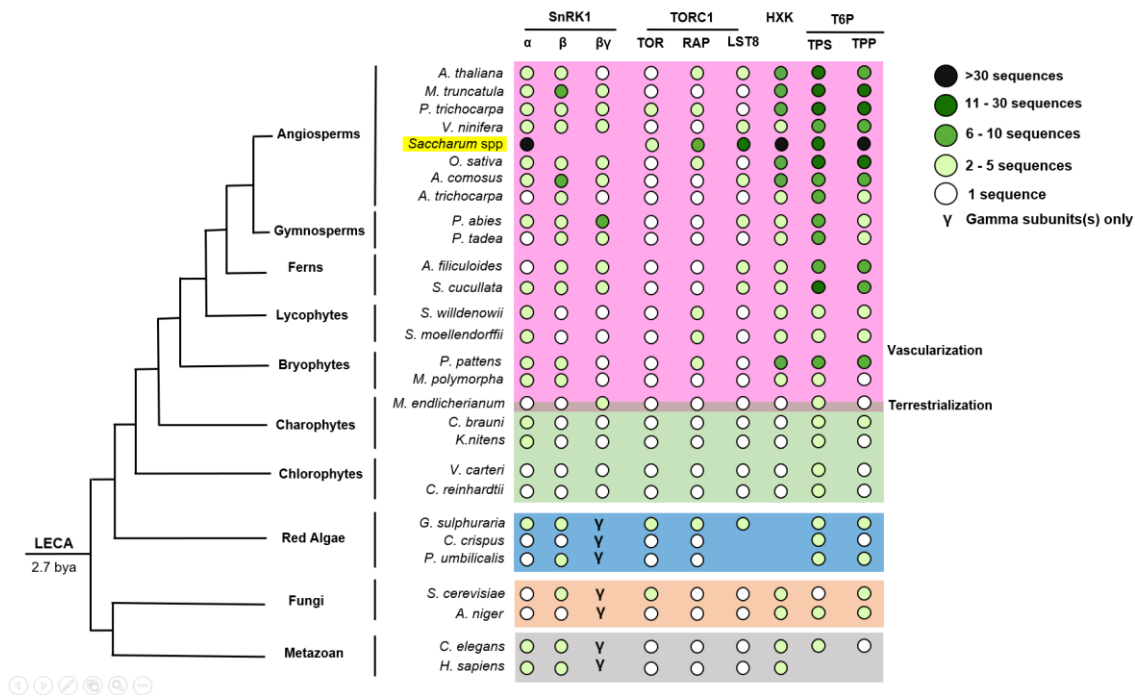 SnRK1 TORC1 HXK T6P
α β βγ TOR RAP LST8 TPS TPP
A. thaliana
M. truncatula
P. trichocarpa
V. ninifera
Saccharum spp
O. sativa
A. comosus
A. trichocarpa
Angiosperms
P. abies
P. tadea
Gymnosperms
A. filiculoides
S. cucullata
Ferns
S. willdenowii
S. moellendorffii
Lycophytes
P. pattens
M. polymorpha
Bryophytes
M. endlicherianum
C. brauni
K.nitens
Charophytes
V. carteri
C. reinhardtii
Chlorophytes
G. sulphuraria γ
C. crispus γ
P. umbilicalis γ
Red Algae
S. cerevisiae γ
A. niger γ
Fungi
C. elegans γ
H. sapiens γ
Metazoan
LECA
2.7 bya
Vascularization
Terrestrialization
>30 sequences
11 - 30 sequences
6 - 10 sequences
2 - 5 sequences
1 sequence
γ Gamma subunits(s) only